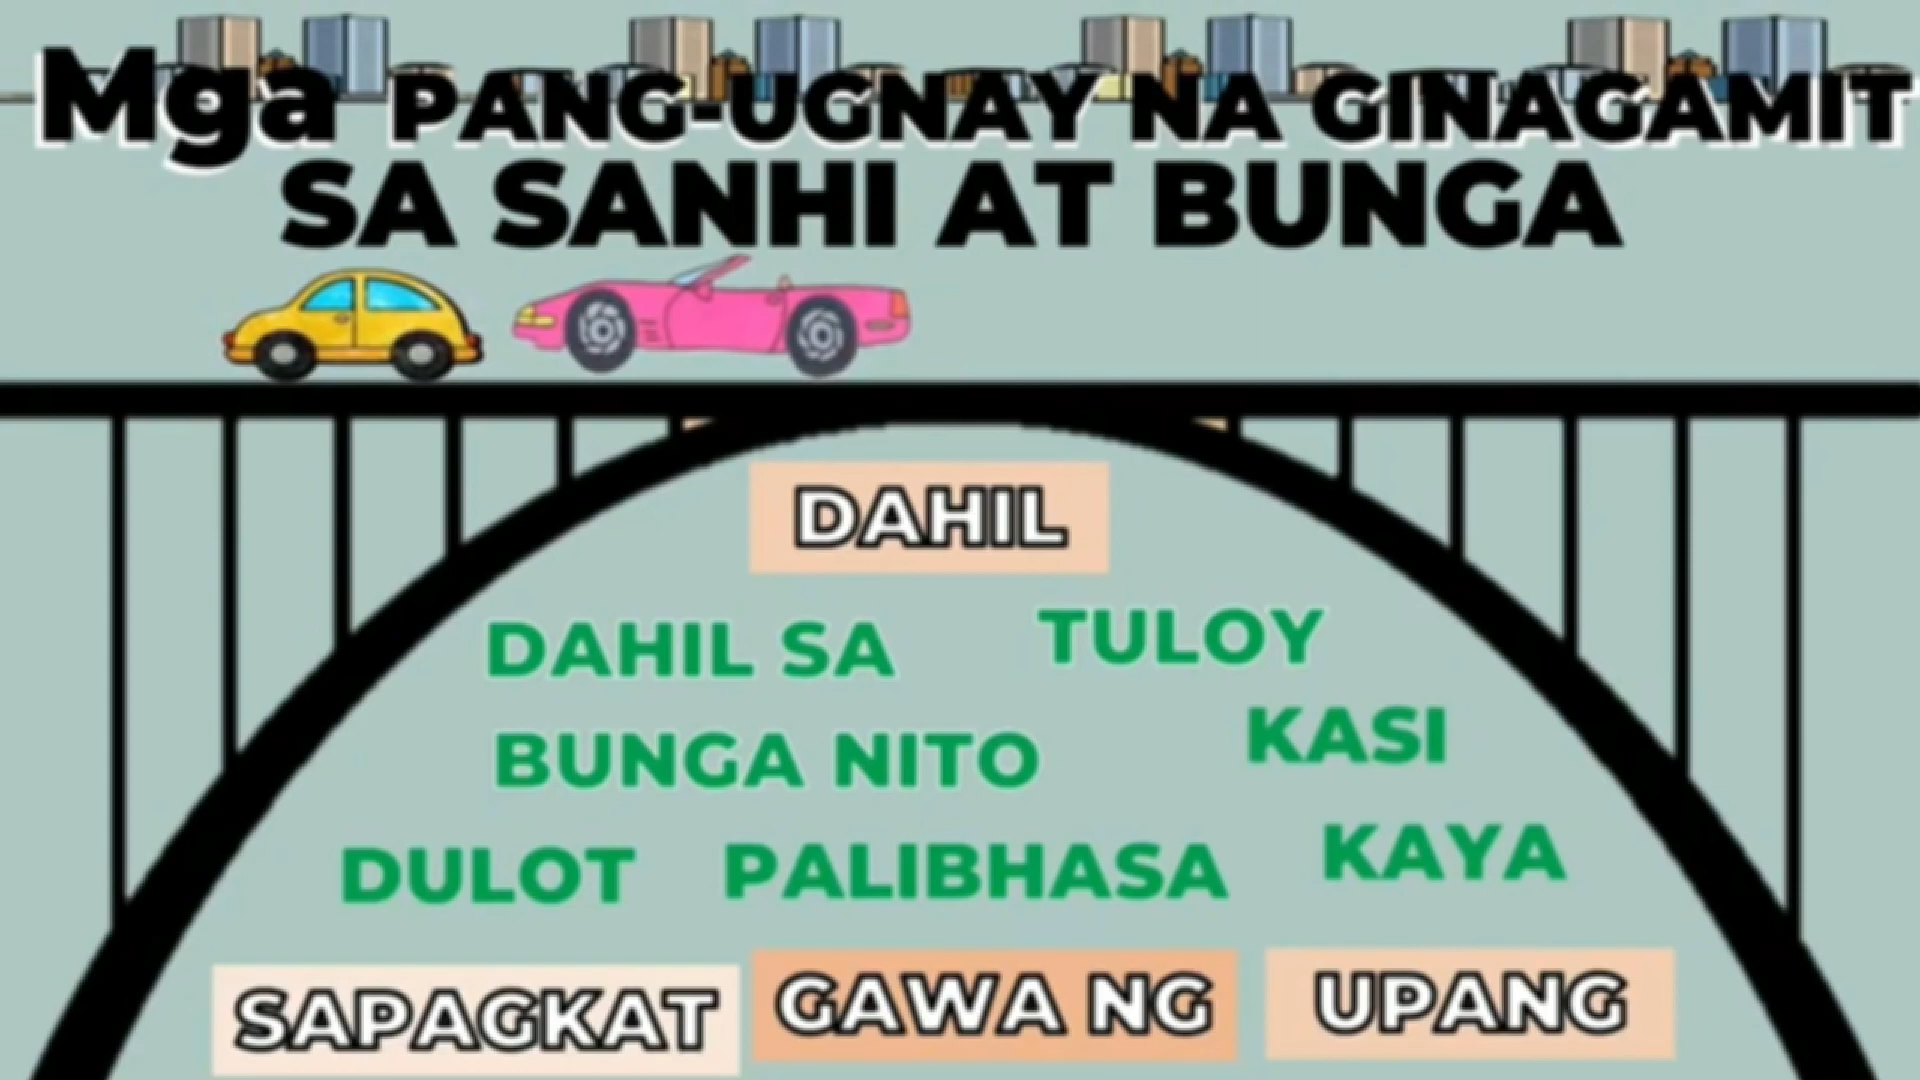 Mga PANG-UGNAY NA GINAGAMIT
SA SANHI AT BUNGA
DAHIL
DAHIL SA
TULOY
BUNGA NITO
KASI
DULOT
PALIBHASA
KAYA
SAPAGKAT
GAWA NG
UPANG